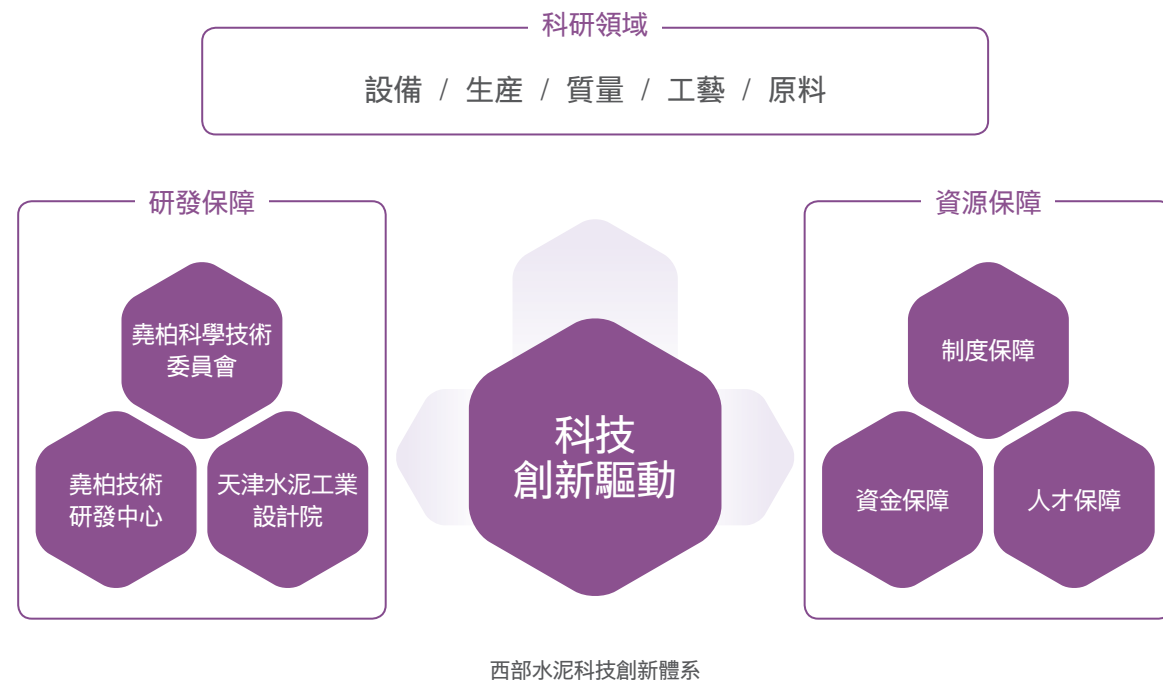 科研領域
設備 / 生産 / 質量 / 工藝 / 原料
研發保障
堯柏科學技術
委員會
堯柏技術
研發中心
天津水泥工業
設計院
科技
創新驅動
資源保障
制度保障
資金保障
人才保障
西部水泥科技創新體系